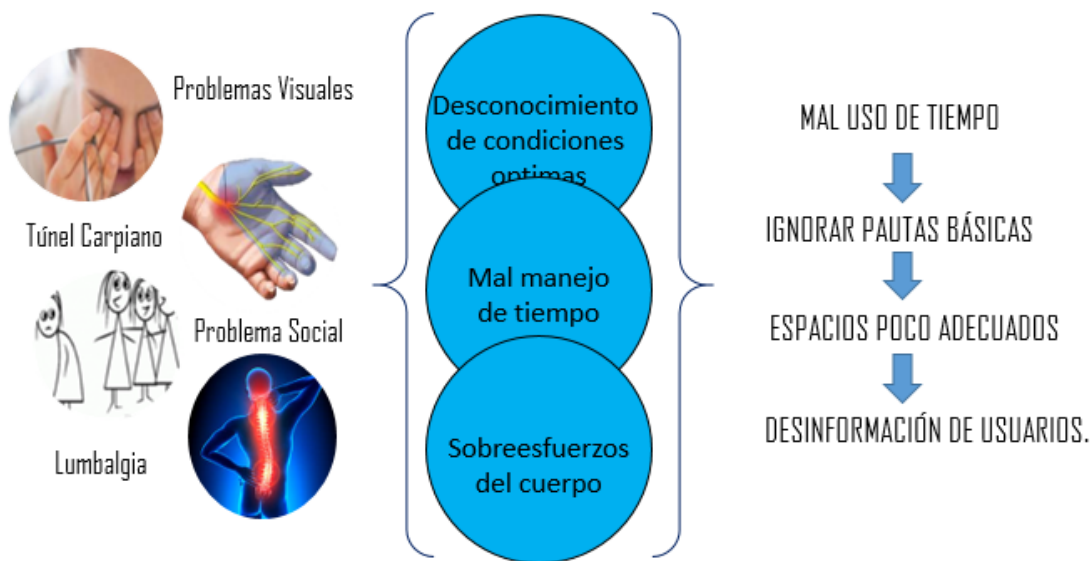 Problemas Visuales
Túnel Carpiano
Problema Social
Lumbalgia
Desconocimiento
de condiciones
optimas
Mal manejo
de tiempo
Sobreesfuerzos
del cuerpo
MAL USO DE TIEMPO
IGNORAR PAUTAS BÁSICAS
ESPACIOS POCO ADECUADOS
DESINFORMACIÓN DE USUARIOS.